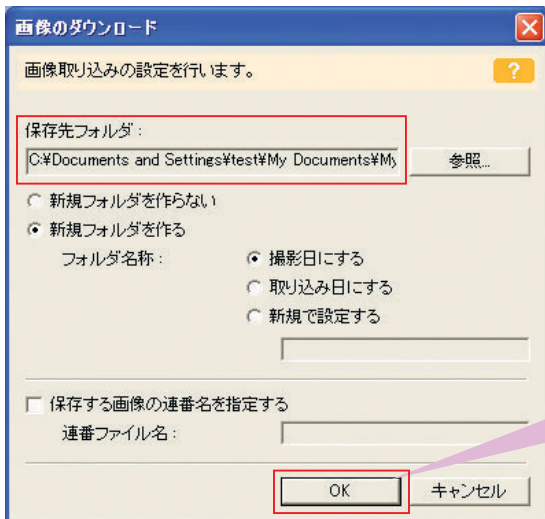 画像のダウンロード
画像取り込みの設定を行います。
?
保存先フォルダ：
C:¥Documents and Settings¥test¥My Documents¥My
参照...
新規フォルダを作らない
新規フォルダを作る
フォルダ名称：
撮影日にする
取り込み日にする
新規で設定する
保存する画像の連番名を指定する
連番ファイル名：
OK
キャンセル